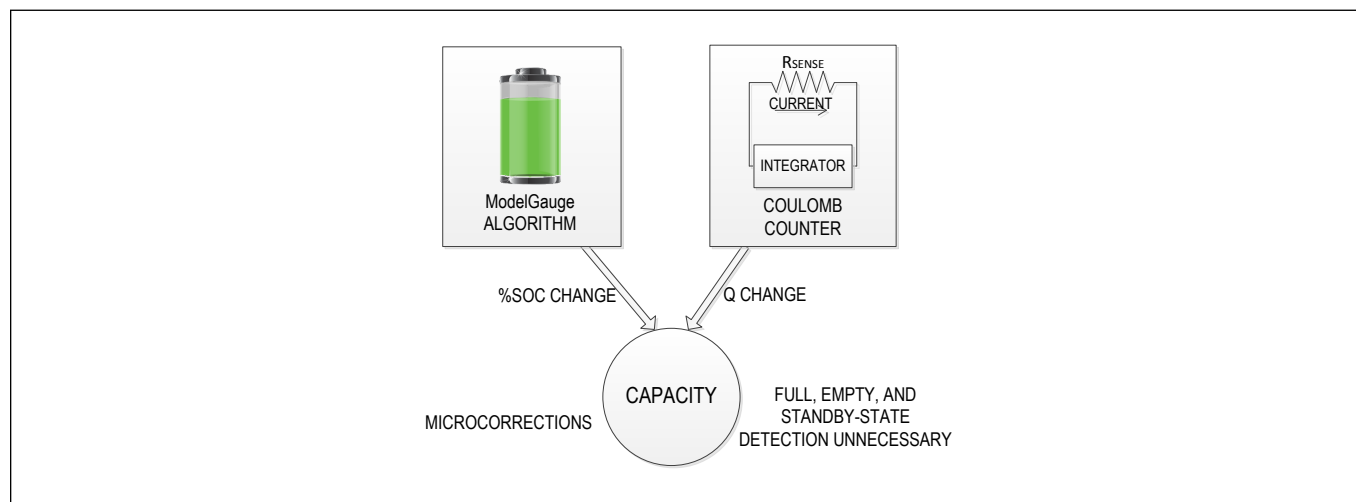 RSENSE
CURRENT
INTEGRATOR
ModelGauge
ALGORITHM
COULOMB
COUNTER
%SOC CHANGE
Q CHANGE
CAPACITY
MICROCORRECTIONS
FULL, EMPTY, AND
STANDBY-STATE
DETECTION UNNECESSARY